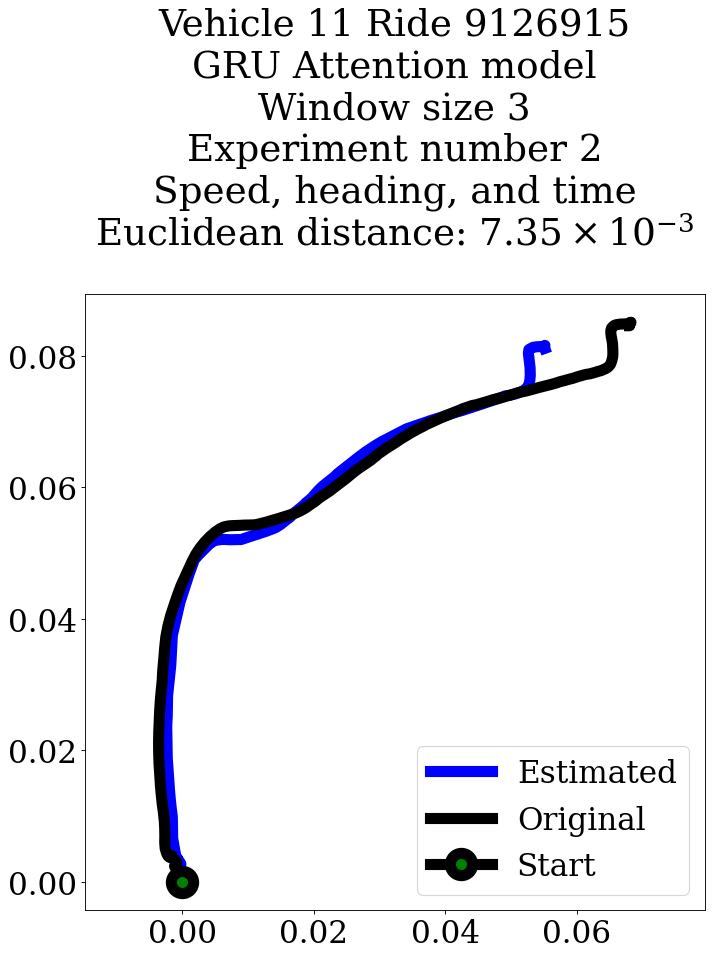 Vehicle 11 Ride 9126915
GRU Attention model
Window size 3
Experiment number 2
Speed, heading, and time
Euclidean distance: 7.35 × 10⁻³
0.08
0.06
0.04
0.02
0.00
0.00 0.02 0.04 0.06
Estimated
Original
Start